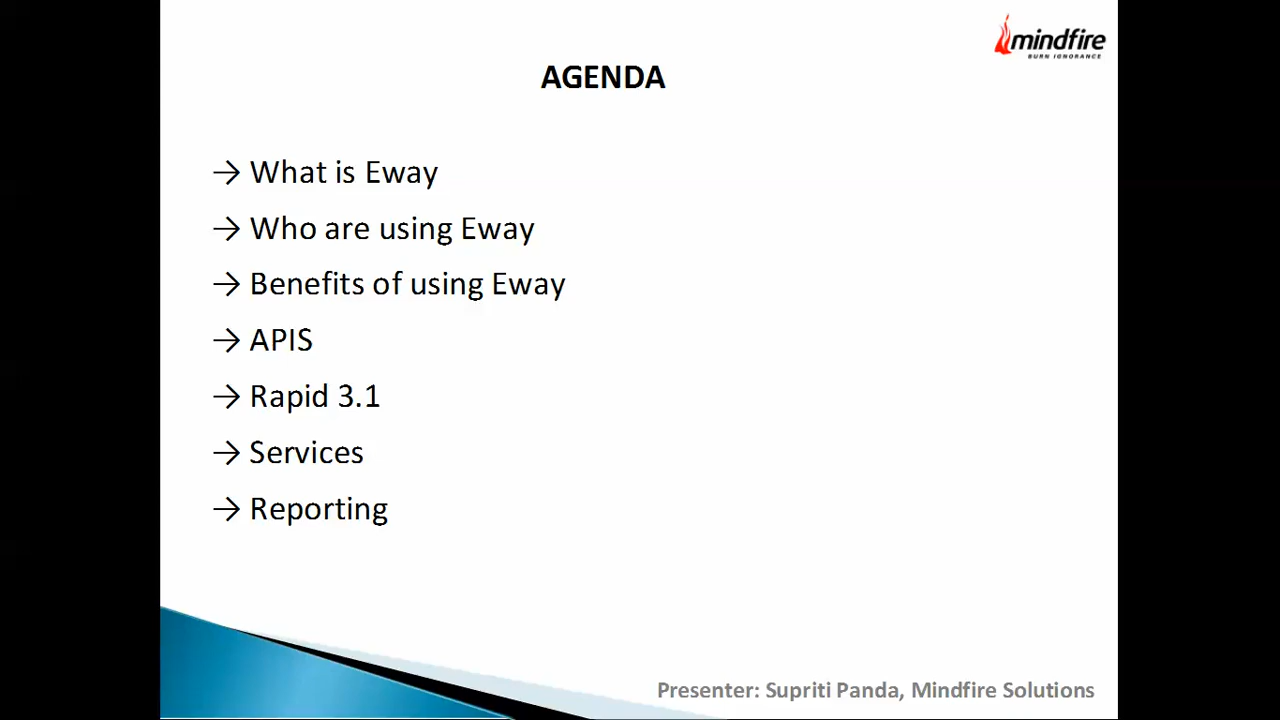 mindfire
BURN IGNORANCE
AGENDA
→ What is Eway
→ Who are using Eway
→ Benefits of using Eway
→ APIS
→ Rapid 3.1
→ Services
→ Reporting
Presenter: Supriti Panda, Mindfire Solutions